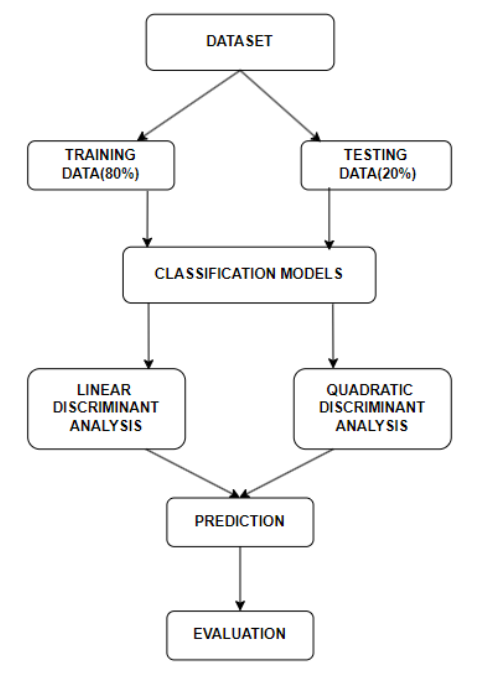 DATASET
TRAINING
DATA(80%)
TESTING
DATA(20%)
CLASSIFICATION MODELS
LINEAR
DISCRIMINANT
ANALYSIS
QUADRATIC
DISCRIMINANT
ANALYSIS
PREDICTION
EVALUATION